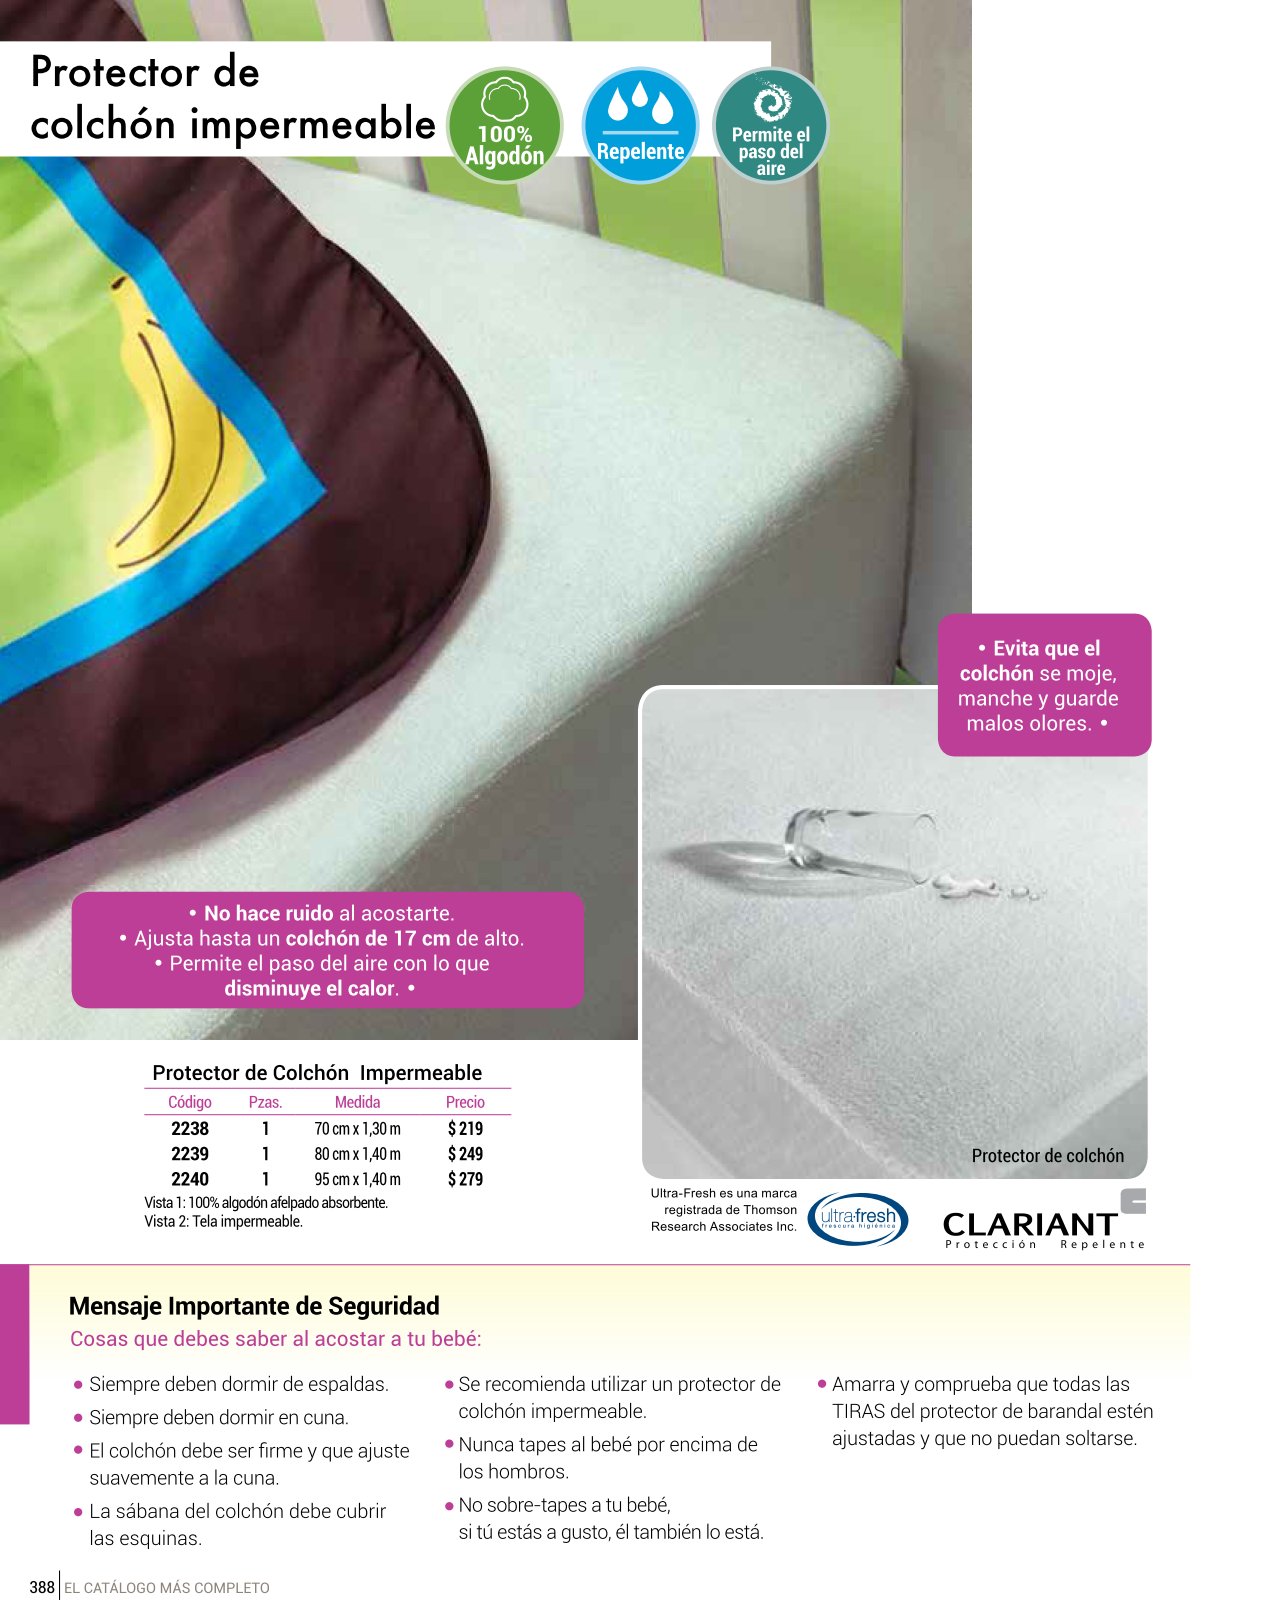 Protector de
colchón impermeable
100%
Algodón
Repelente
Permite el
paso del
aire
• Evita que el
colchón se moje,
manche y guarde
malos olores. •
• No hace ruido al acostarte.
• Ajusta hasta un colchón de 17 cm de alto.
• Permite el paso del aire con lo que
disminuye el calor. •
Protector de colchón
Protector de Colchón Impermeable
Código Pzas. Medida Precio
2238 1 70 cm x 1,30 m $ 219
2239 1 80 cm x 1,40 m $ 249
2240 1 95 cm x 1,40 m $ 279
Vista 1: 100% algodón afelpado absorbente.
Vista 2: Tela impermeable.
Ultra-Fresh es una marca
registrada de Thomson
Research Associates Inc.
ultra-fresh
frescura higiénica
CLARIANT
Protección Repelente
Mensaje Importante de Seguridad
Cosas que debes saber al acostar a tu bebé:
• Siempre deben dormir de espaldas.
• Siempre deben dormir en cuna.
• El colchón debe ser firme y que ajuste
suavemente a la cuna.
• La sábana del colchón debe cubrir
las esquinas.
• Se recomienda utilizar un protector de
colchón impermeable.
• Nunca tapes al bebé por encima de
los hombros.
• No sobre-tapes a tu bebé,
si tú estás a gusto, él también lo está.
• Amarra y comprueba que todas las
TIRAS del protector de barandal estén
ajustadas y que no puedan soltarse.
388 EL CATÁLOGO MÁS COMPLETO